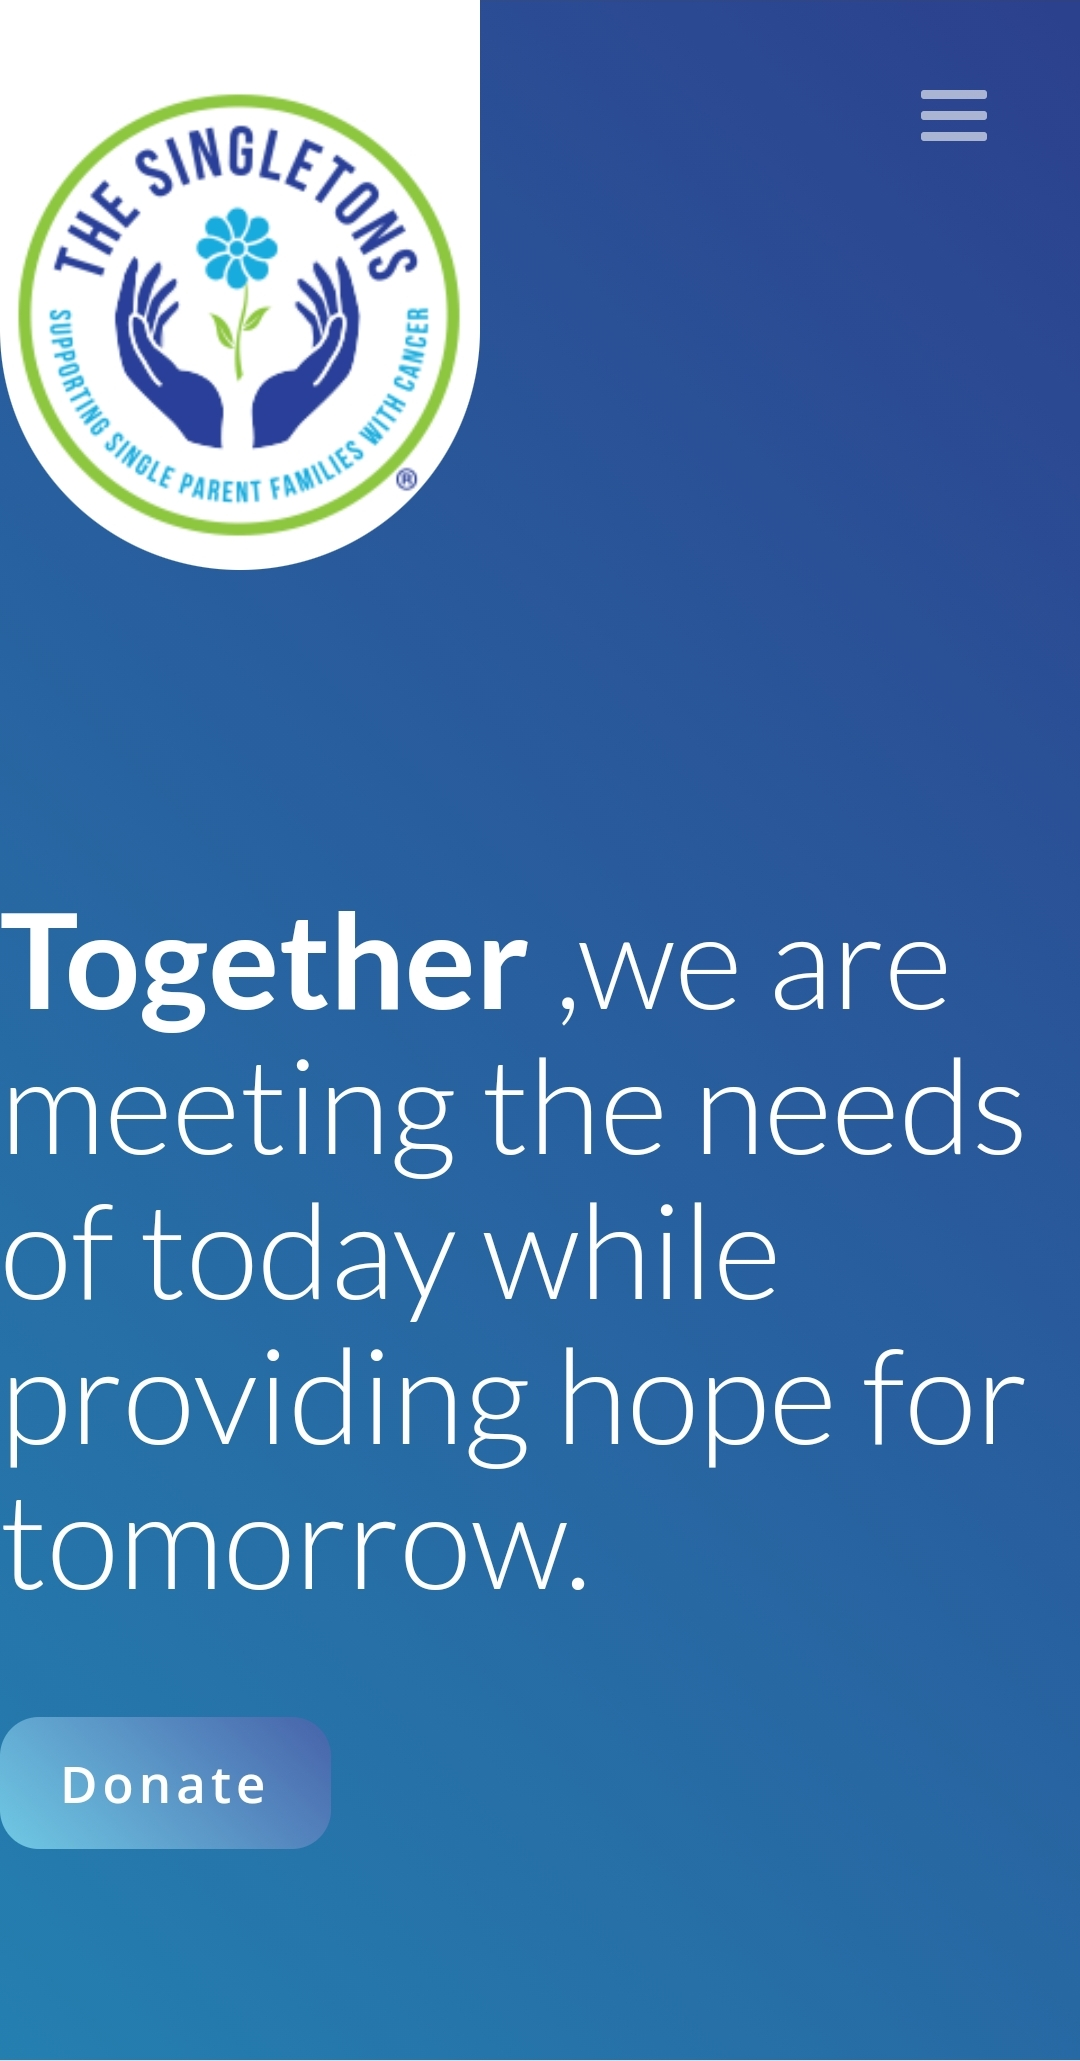 THE SINGLETONS
SUPPORTING SINGLE PARENT FAMILIES WITH CANCER
®
Together ,we are
meeting the needs
of today while
providing hope for
tomorrow.
Donate